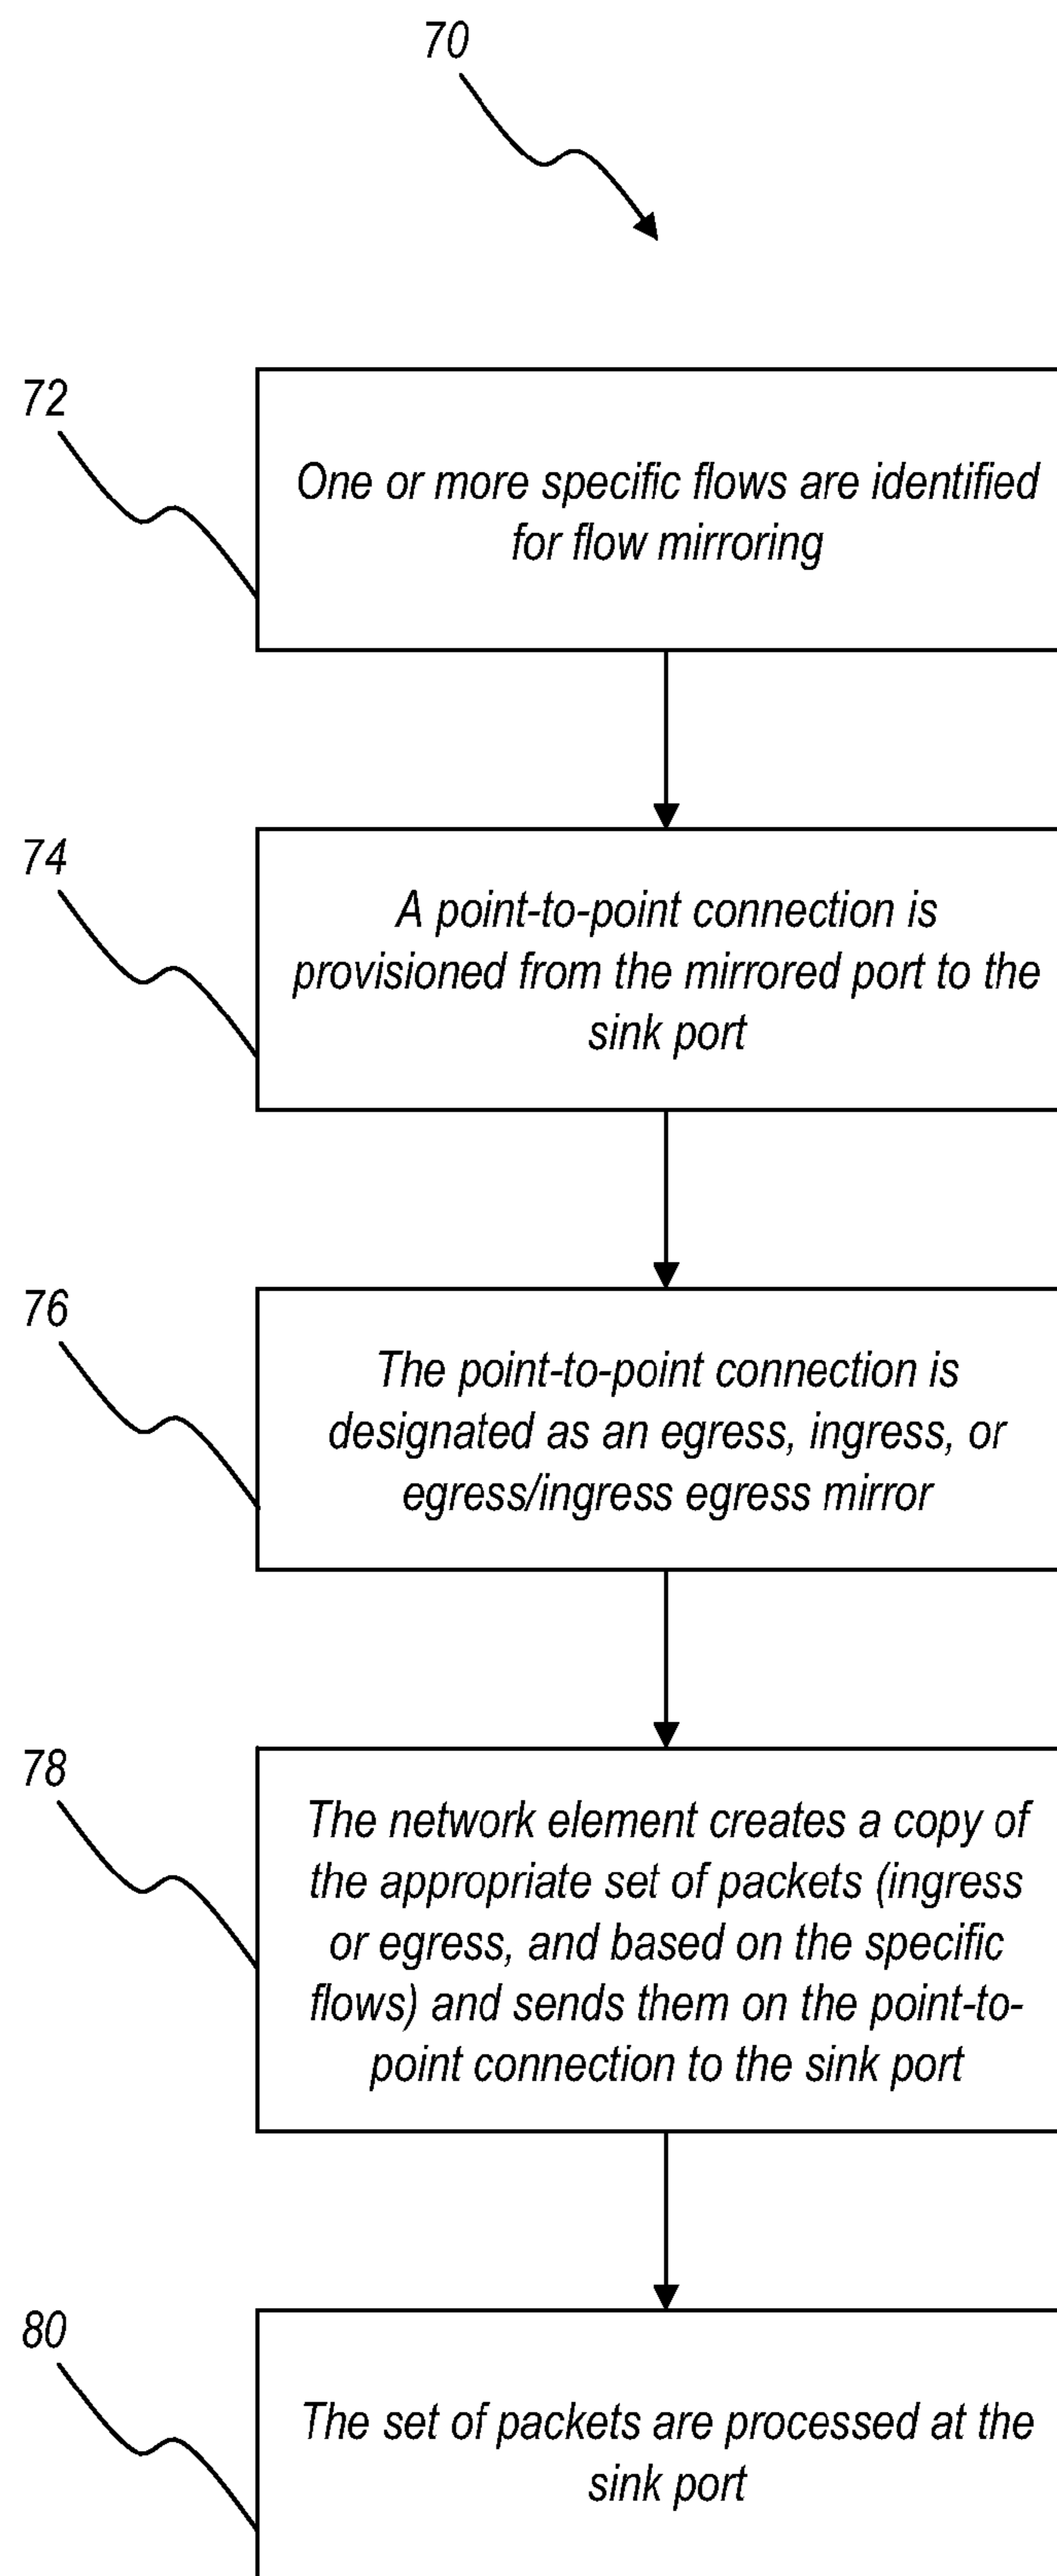 70
72
One or more specific flows are identified
for flow mirroring
74
A point-to-point connection is
provisioned from the mirrored port to the
sink port
76
The point-to-point connection is
designated as an egress, ingress, or
egress/ingress egress mirror
78
The network element creates a copy of
the appropriate set of packets (ingress
or egress, and based on the specific
flows) and sends them on the point-to-
point connection to the sink port
80
The set of packets are processed at the
sink port